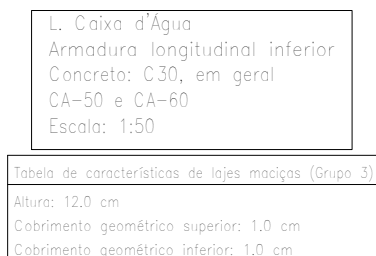 L. Caixa d'Água
Armadura longitudinal inferior
Concreto: C30, em geral
CA-50 e CA-60
Escala: 1:50
Tabela de características de lajes maciças (Grupo 3)
Altura: 12.0 cm
Cobrimento geométrico superior: 1.0 cm
Cobrimento geométrico inferior: 1.0 cm